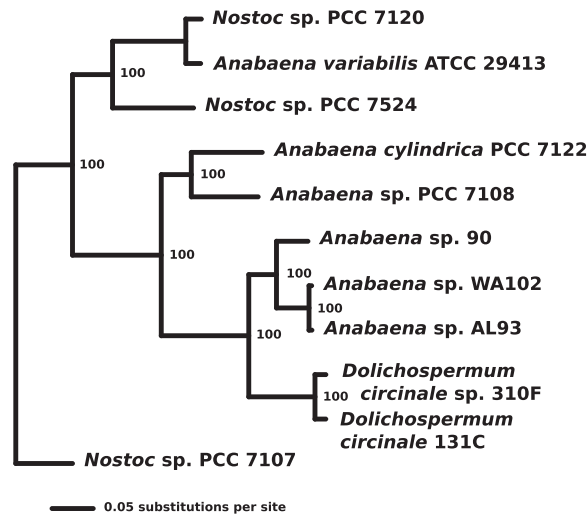 Nostoc sp. PCC 7120
Anabaena variabilis ATCC 29413
100
Nostoc sp. PCC 7524
Anabaena cylindrica PCC 7122
100
100
Anabaena sp. PCC 7108
Anabaena sp. 90
100
100
Anabaena sp. WA102
100
Anabaena sp. AL93
100
Dolichospermum
circinale sp. 310F
100
Dolichospermum
circinale 131C
Nostoc sp. PCC 7107
0.05 substitutions per site